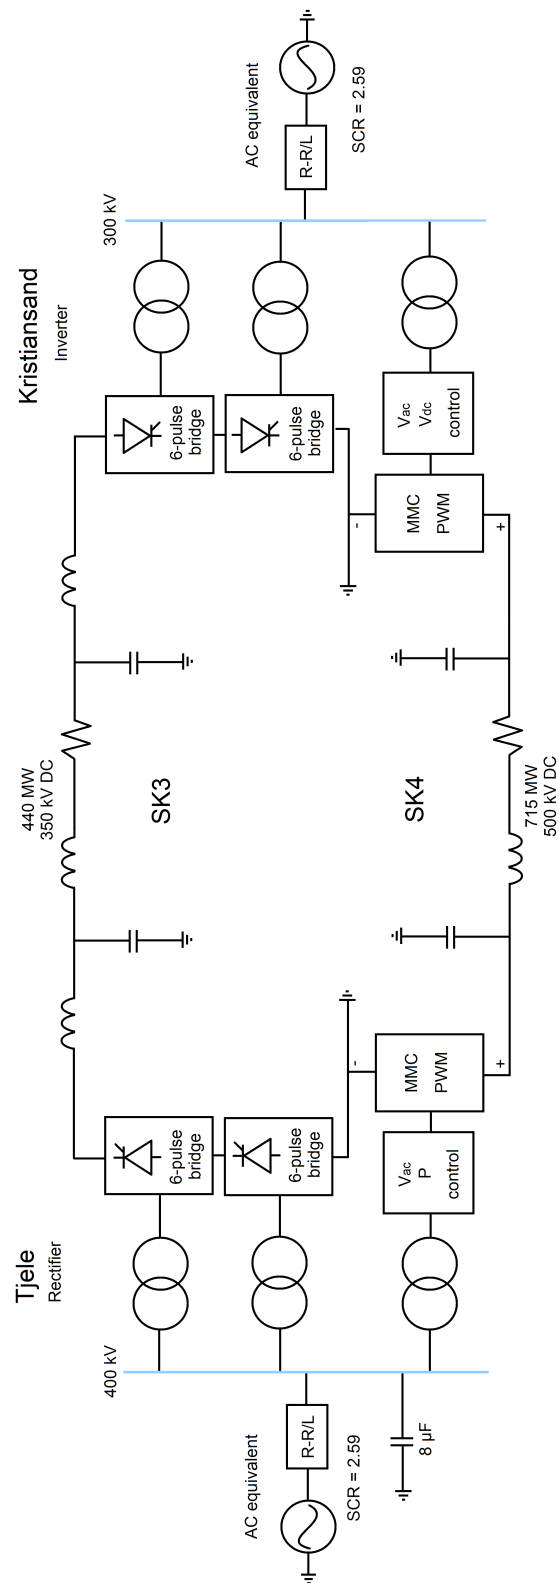 Tjele
Rectifier
Kristiansand
Inverter
400 kV
300 kV
440 MW
350 kV DC
6-pulse
bridge
6-pulse
bridge
SK3
6-pulse
bridge
6-pulse
bridge
AC equivalent
R-R/L
SCR = 2.59
AC equivalent
R-R/L
SCR = 2.59
-
-
Vac
P
control
MMC
PWM
SK4
MMC
PWM
Vac
Vdc
control
8 µF
+
+
715 MW
500 kV DC